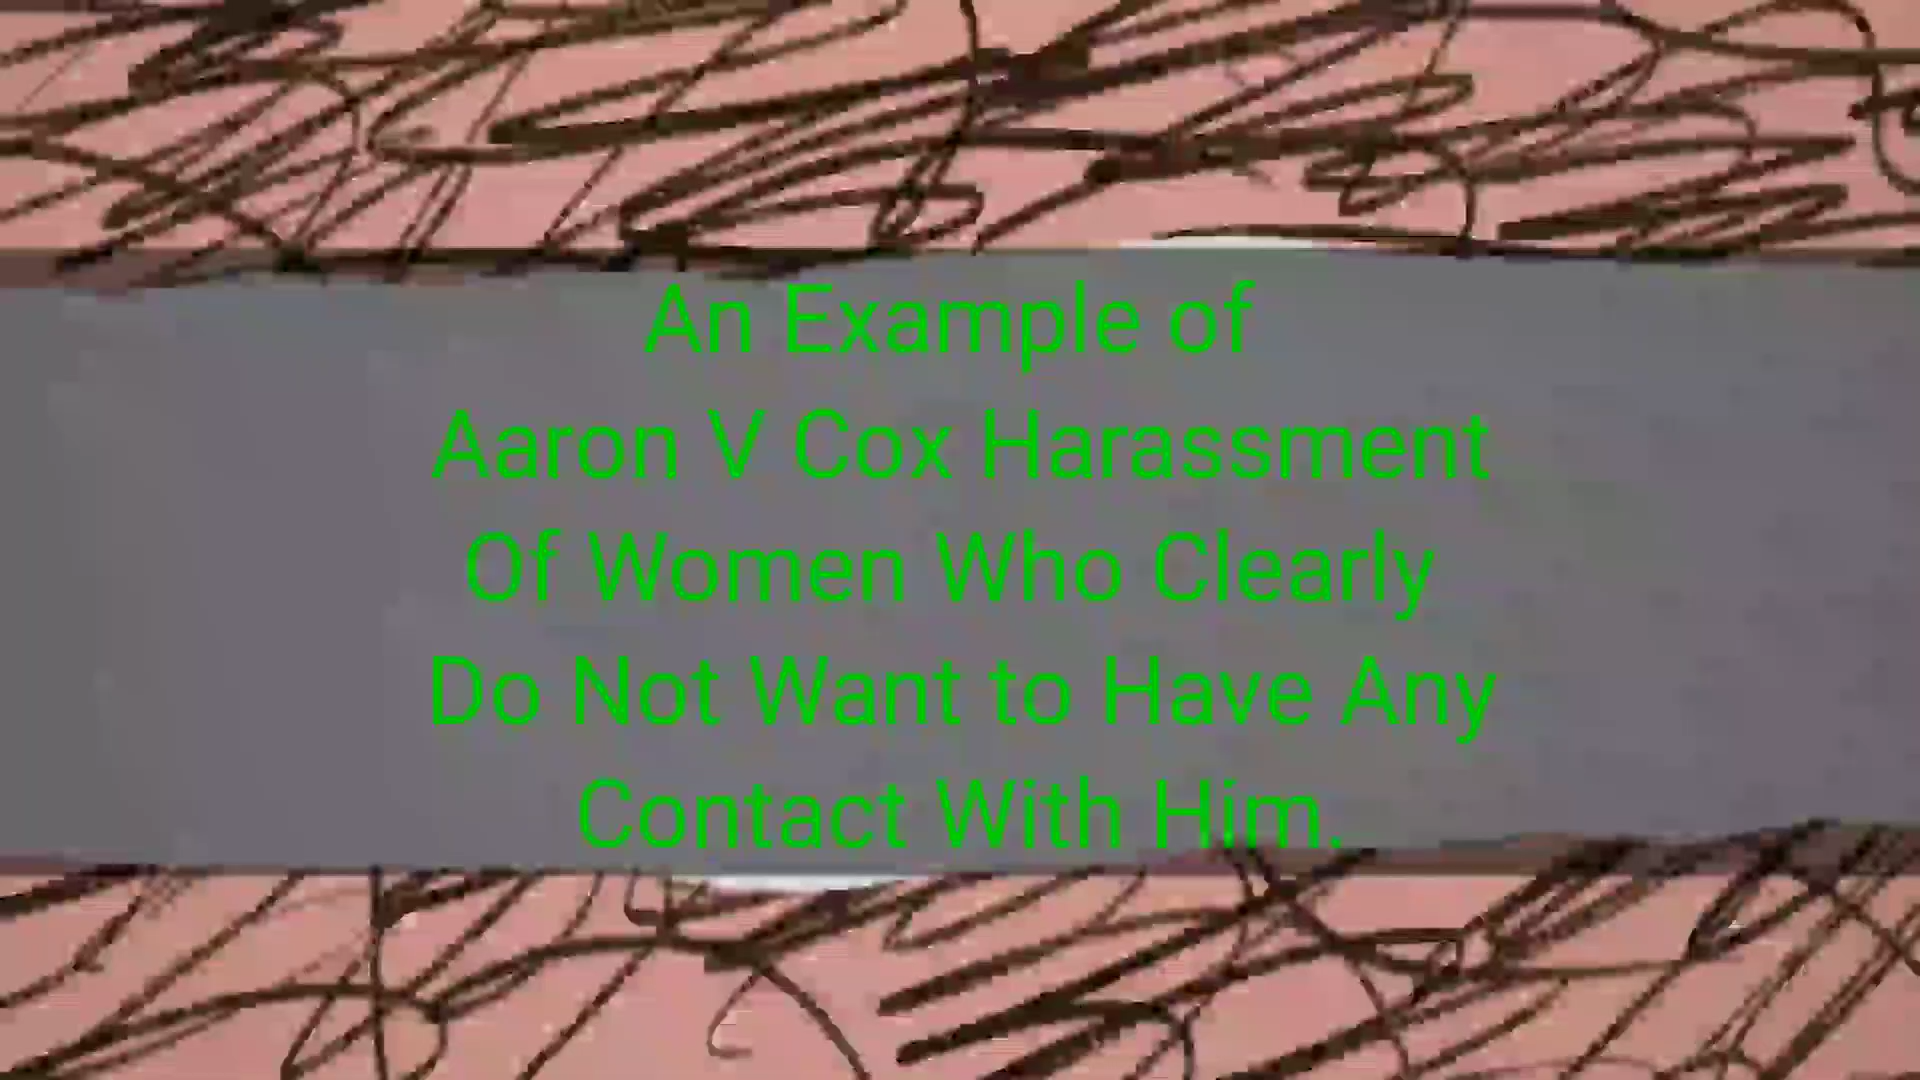 An Example of
Aaron V Cox Harassment
Of Women Who Clearly
Do Not Want to Have Any
Contact With Him.